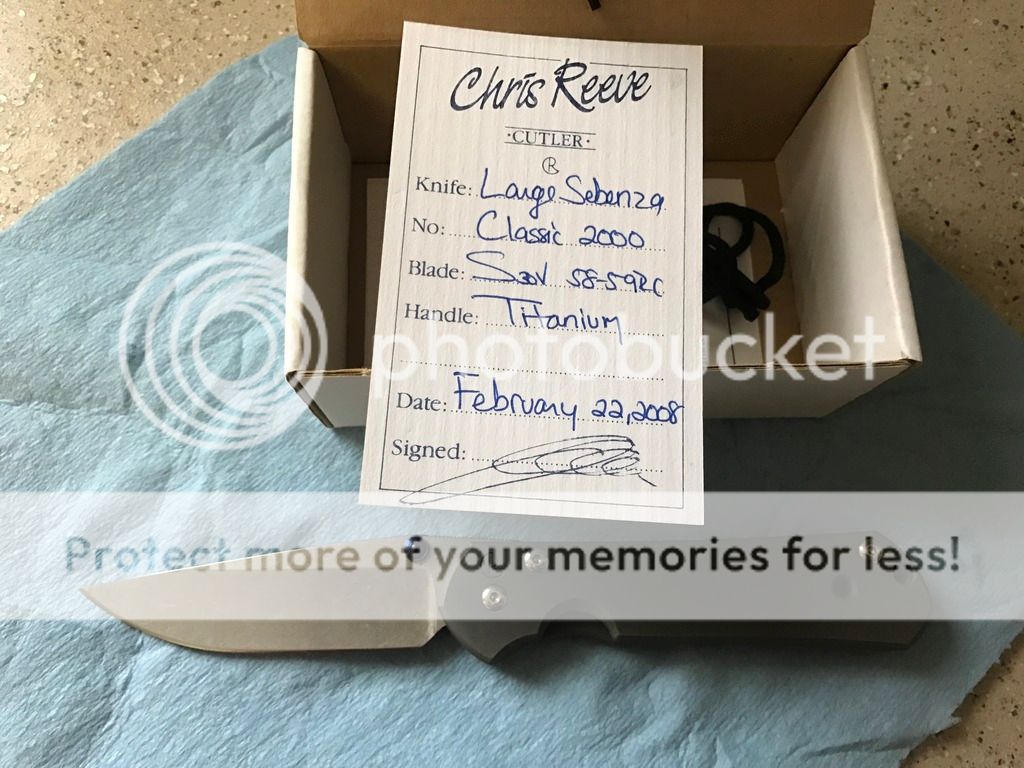 Chris Reeve
·CUTLER·
®
Knife: Large Sebenza
No: Classic 2000
Blade: S30V 58-59RC
Handle: Titanium
photobucket
Date: February 22, 2008
Signed:
Protect more of your memories for less!